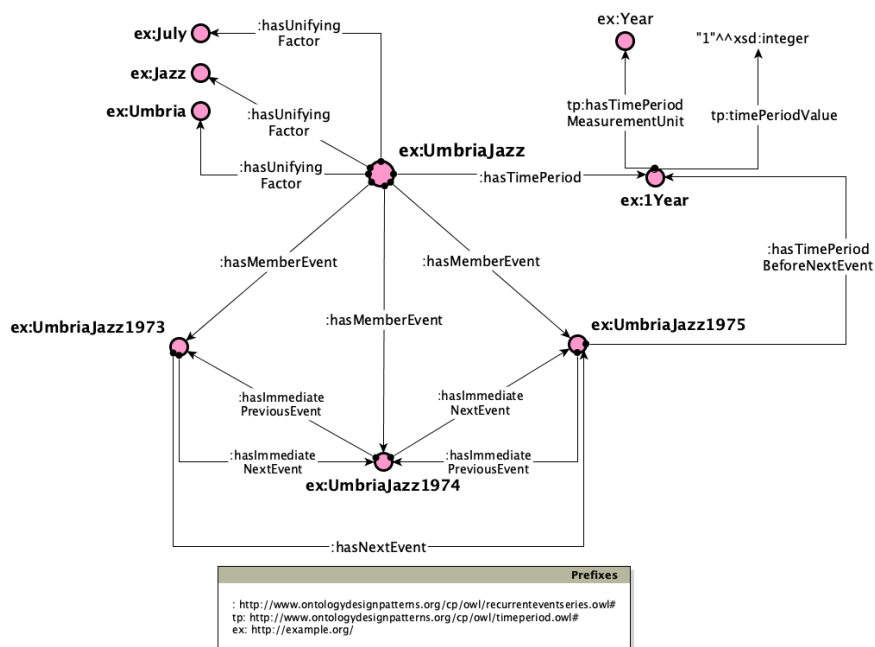 ex:July
:hasUnifying
Factor
ex:Year
"1"^^xsd:integer
ex:Jazz
ex:Umbria
:hasUnifying
Factor
tp:hasTimePeriod
MeasurementUnit
tp:timePeriodValue
ex:UmbriaJazz
:hasUnifying
Factor
:hasTimePeriod
ex:1Year
:hasMemberEvent
:hasMemberEvent
:hasTimePeriod
BeforeNextEvent
ex:UmbriaJazz1973
:hasMemberEvent
ex:UmbriaJazz1975
:hasImmediate
PreviousEvent
:hasImmediate
NextEvent
:hasImmediate
NextEvent
:hasImmediate
PreviousEvent
ex:UmbriaJazz1974
:hasNextEvent
Prefixes
: http://www.ontologydesignpatterns.org/cp/owl/recurrenteventseries.owl#
tp: http://www.ontologydesignpatterns.org/cp/owl/timeperiod.owl#
ex: http://example.org/